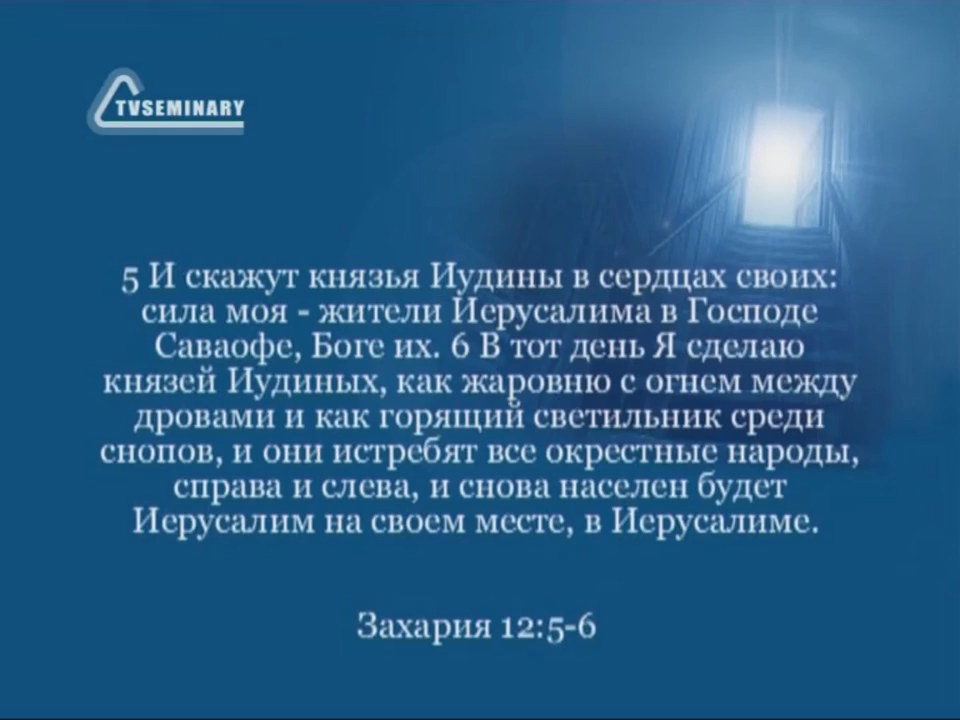 TVSEMINARY
5 И скажут князья Иудины в сердцах своих:
сила моя - жители Иерусалима в Господе
Саваофе, Боге их. 6 В тот день Я сделаю
князей Иудиных, как жаровню с огнем между
дровами и как горящий светильник среди
снопов, и они истребят все окрестные народы,
справа и слева, и снова населен будет
Иерусалим на своем месте, в Иерусалиме.
Захария 12:5-6